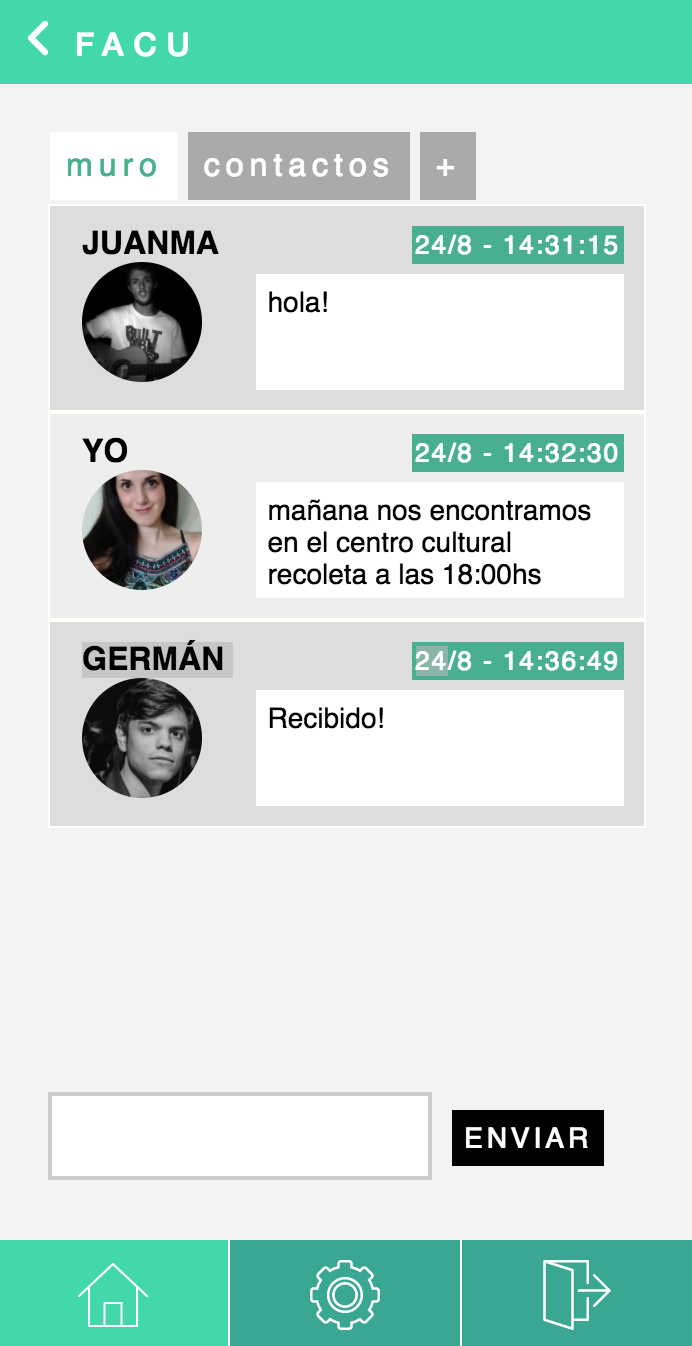 FACU
muro contactos +
JUANMA 24/8 - 14:31:15
hola!
YO 24/8 - 14:32:30
mañana nos encontramos
en el centro cultural
recoleta a las 18:00hs
GERMÁN 24/8 - 14:36:49
Recibido!
ENVIAR